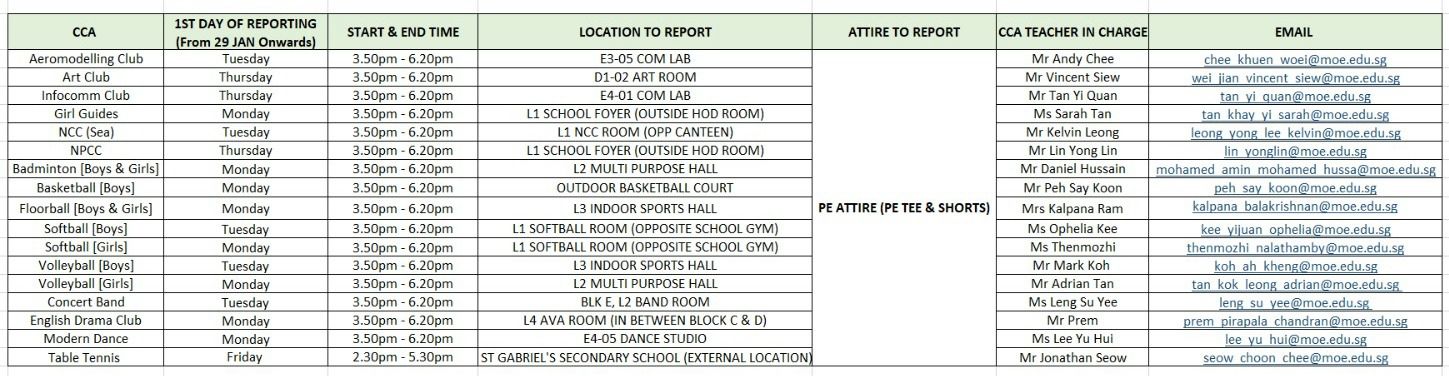 CCA 1ST DAY OF REPORTING (From 29 JAN Onwards) START & END TIME LOCATION TO REPORT ATTIRE TO REPORT CCA TEACHER IN CHARGE EMAIL
Aeromodelling Club Tuesday 3.50pm - 6.20pm E3-05 COM LAB Mr Andy Chee chee_khuen_woei@moe.edu.sg
Art Club Thursday 3.50pm - 6.20pm D1-02 ART ROOM Mr Vincent Siew wei_jian_vincent_siew@moe.edu.sg
Infocomm Club Thursday 3.50pm - 6.20pm E4-01 COM LAB Mr Tan Yi Quan tan_yi_quan@moe.edu.sg
Girl Guides Monday 3.50pm - 6.20pm L1 SCHOOL FOYER (OUTSIDE HOD ROOM) Ms Sarah Tan tan_khay_yi_sarah@moe.edu.sg
NCC (Sea) Tuesday 3.50pm - 6.20pm L1 NCC ROOM (OPP CANTEEN) Mr Kelvin Leong leong_yong_lee_kelvin@moe.edu.sg
NPCC Monday 3.50pm - 6.20pm L1 SCHOOL FOYER (OUTSIDE HOD ROOM) Mr Lin Yong Lin lin_yonglin@moe.edu.sg
Badminton [Boys & Girls] Monday 3.50pm - 6.20pm L2 MULTI PURPOSE HALL Mr Daniel Hussain mohamed_amin_mohamed_hussa@moe.edu.sg
Basketball [Boys] Monday 3.50pm - 6.20pm OUTDOOR BASKETBALL COURT Mr Peh Say Koon peh_say_koon@moe.edu.sg
Floorball [Boys & Girls] Monday 3.50pm - 6.20pm L3 INDOOR SPORTS HALL PE ATTIRE (PE TEE & SHORTS) Mrs Kalpana Ram kalpana_balakrishnan@moe.edu.sg
Softball [Boys] Tuesday 3.50pm - 6.20pm L1 SOFTBALL ROOM (OPPOSITE SCHOOL GYM) Ms Ophelia Kee kee_yijuan_ophelia@moe.edu.sg
Softball [Girls] Monday 3.50pm - 6.20pm L1 SOFTBALL ROOM (OPPOSITE SCHOOL GYM) Ms Thenmozhi thenmozhi_nalathamby@moe.edu.sg
Volleyball [Boys] Tuesday 3.50pm - 6.20pm L3 INDOOR SPORTS HALL Mr Mark Koh koh_ah_kheng@moe.edu.sg
Volleyball [Girls] Monday 3.50pm - 6.20pm L2 MULTI PURPOSE HALL Mr Adrian Tan tan_kok_leong_adrian@moe.edu.sg
Concert Band Tuesday 3.50pm - 6.20pm BLK E, L2 BAND ROOM Ms Leng Su Yee leng_su_yee@moe.edu.sg
English Drama Club Monday 3.50pm - 6.20pm L4 AVA ROOM (IN BETWEEN BLOCK C & D) Mr Prem prem_pirapala_chandran@moe.edu.sg
Modern Dance Monday 3.50pm - 6.20pm E4-05 DANCE STUDIO Ms Lee Yu Hui lee_yu_hui@moe.edu.sg
Table Tennis Friday 2.30pm - 5.30pm ST GABRIEL'S SECONDARY SCHOOL (EXTERNAL LOCATION) Mr Jonathan Seow seow_choon_chee@moe.edu.sg